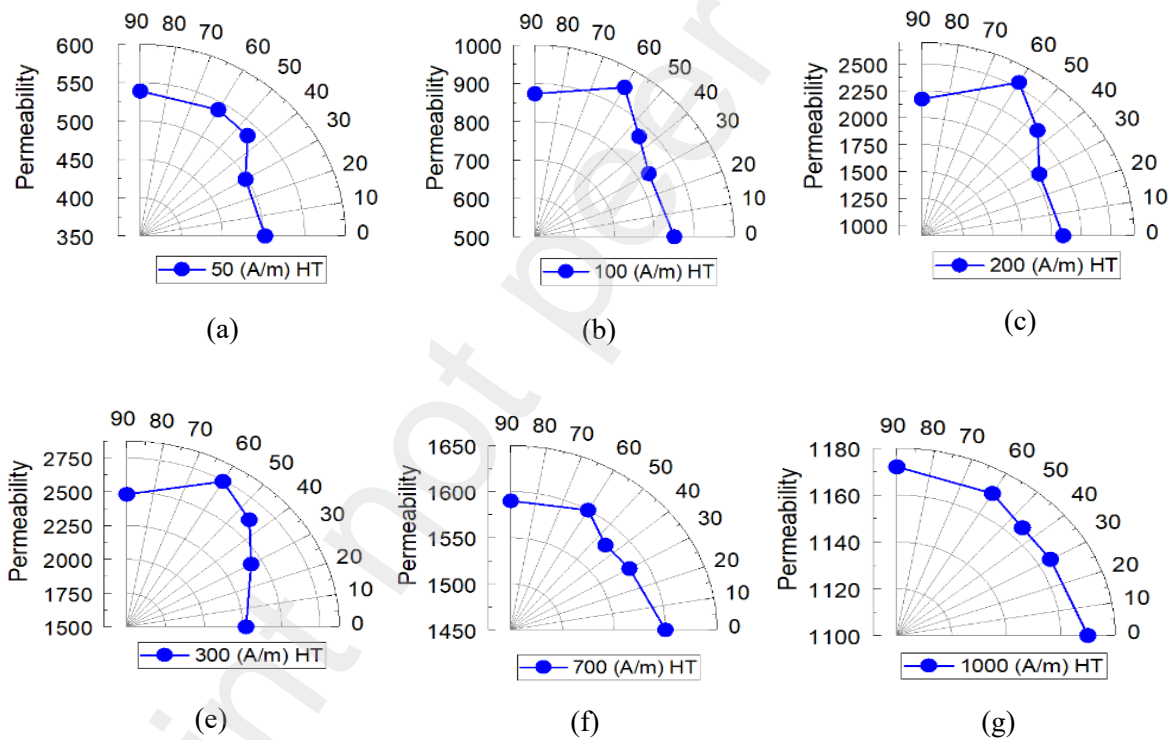 90 80 70 60 50 40 30 20 10 0
600 550 500 450 400 350
Permeability
50 (A/m) HT
(a)
90 80 70 60 50 40 30 20 10 0
1000 900 800 700 600 500
Permeability
100 (A/m) HT
(b)
90 80 70 60 50 40 30 20 10 0
2500 2250 2000 1750 1500 1250 1000
Permeability
200 (A/m) HT
(c)
90 80 70 60 50 40 30 20 10 0
2750 2500 2250 2000 1750 1500
Permeability
300 (A/m) HT
(e)
90 80 70 60 50 40 30 20 10 0
1650 1600 1550 1500 1450
Permeability
700 (A/m) HT
(f)
90 80 70 60 50 40 30 20 10 0
1180 1160 1140 1120 1100
Permeability
1000 (A/m) HT
(g)
int not peer